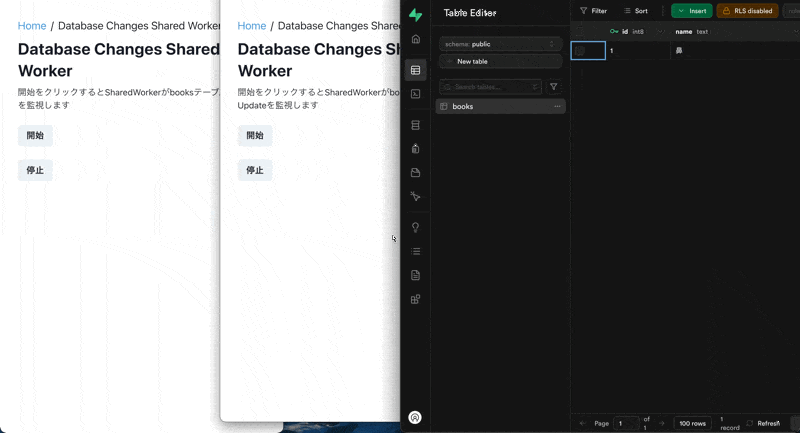 Home / Database Changes Shared Worker
Database Changes Shared
Worker
開始をクリックするとSharedWorkerがbooksテーブ
を監視します
開始
停止
Home / Database Changes Share
Database Changes Sh
Worker
開始をクリックするとSharedWorkerがbo
Updateを監視します
開始
停止
Table Editor
schema: public
New table
Search tables...
books
Filter
Sort
Insert
RLS disabled
id int8
name text
1
鼻
Page
1
of
1
100 rows
1
record
Refresh